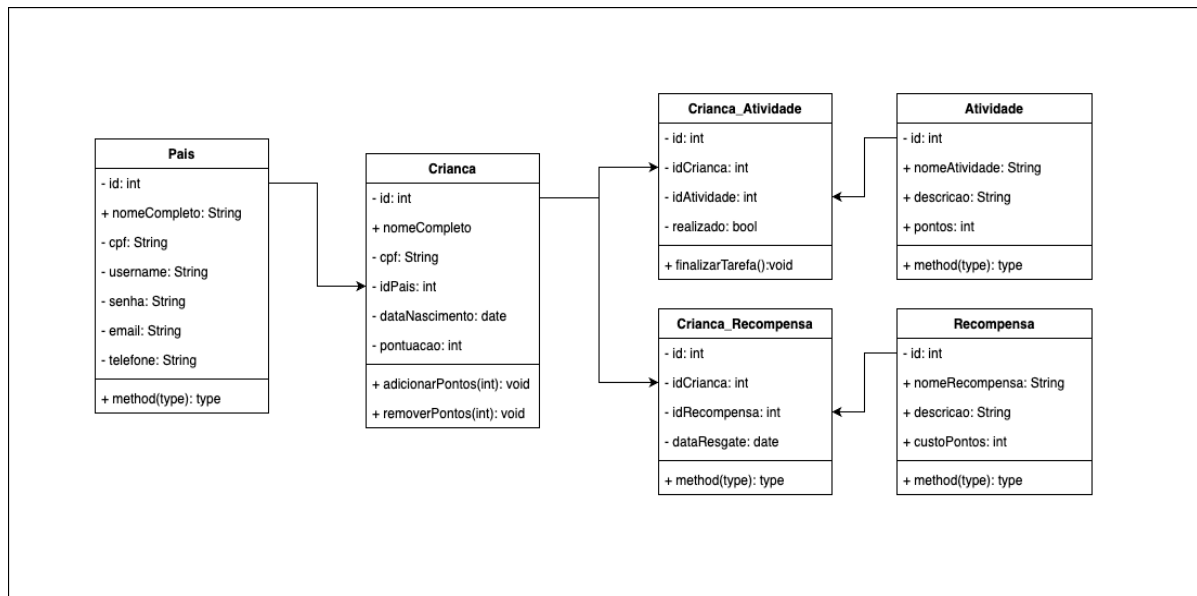 Pais
- id: int
+ nomeCompleto: String
- cpf: String
- username: String
- senha: String
- email: String
- telefone: String
+ method(type): type
Crianca
- id: int
+ nomeCompleto
- cpf: String
- idPais: int
- dataNascimento: date
- pontuacao: int
+ adicionarPontos(int): void
+ removerPontos(int): void
Crianca_Atividade
- id: int
- idCrianca: int
- idAtividade: int
- realizado: bool
+ finalizarTarefa():void
Atividade
- id: int
+ nomeAtividade: String
+ descricao: String
+ pontos: int
+ method(type): type
Crianca_Recompensa
- id: int
- idCrianca: int
- idRecompensa: int
- dataResgate: date
+ method(type): type
Recompensa
- id: int
+ nomeRecompensa: String
+ descricao: String
+ custoPontos: int
+ method(type): type